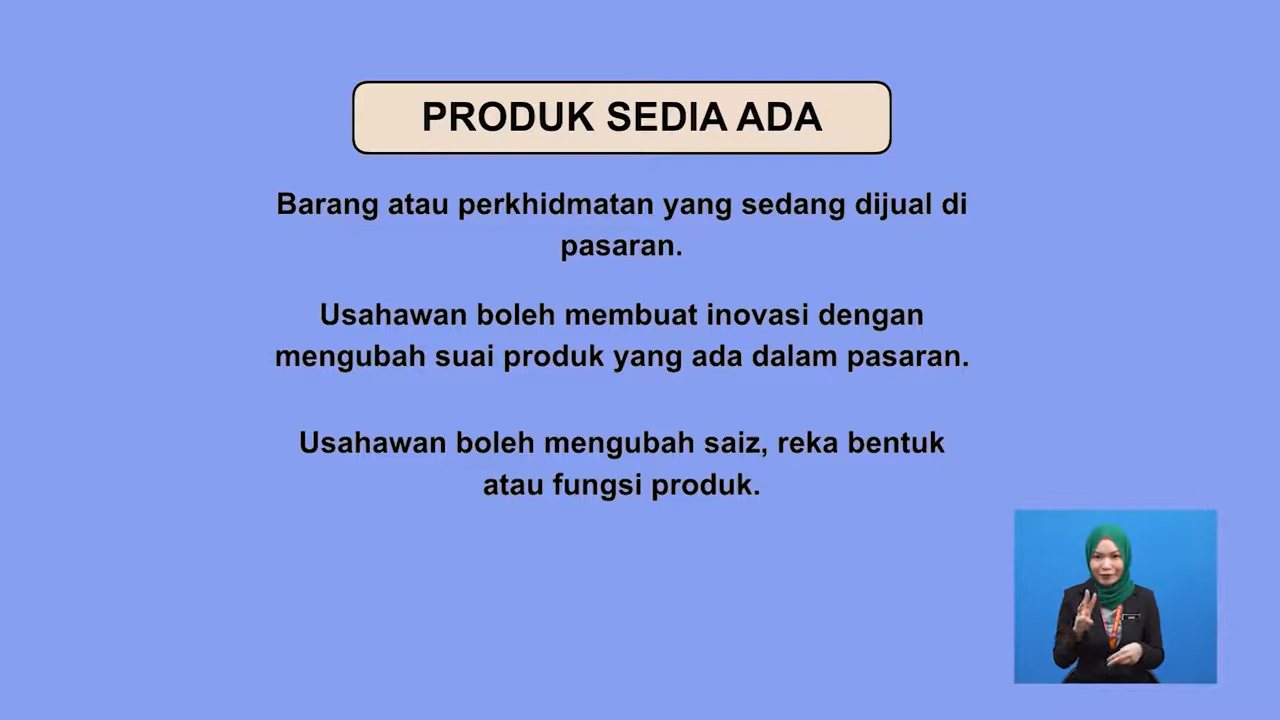 PRODUK SEDIA ADA
Barang atau perkhidmatan yang sedang dijual di
pasaran.
Usahawan boleh membuat inovasi dengan
mengubah suai produk yang ada dalam pasaran.
Usahawan boleh mengubah saiz, reka bentuk
atau fungsi produk.